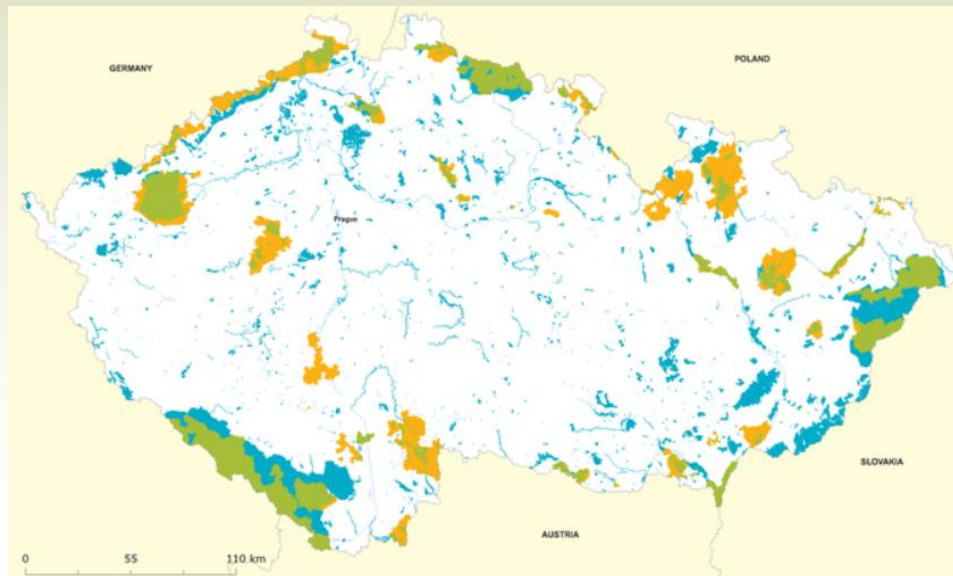 GERMANY
POLAND
Prague
SLOVAKIA
AUSTRIA
0 55 110 km